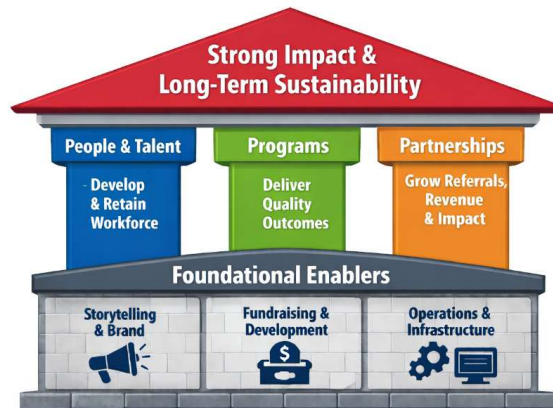 Strong Impact &
Long-Term Sustainability
People & Talent
- Develop
& Retain
Workforce
Programs
Deliver
Quality
Outcomes
Partnerships
Grow Referrals,
Revenue
& Impact
Foundational Enablers
Storytelling
& Brand
Fundraising &
Development
$
Operations &
Infrastructure